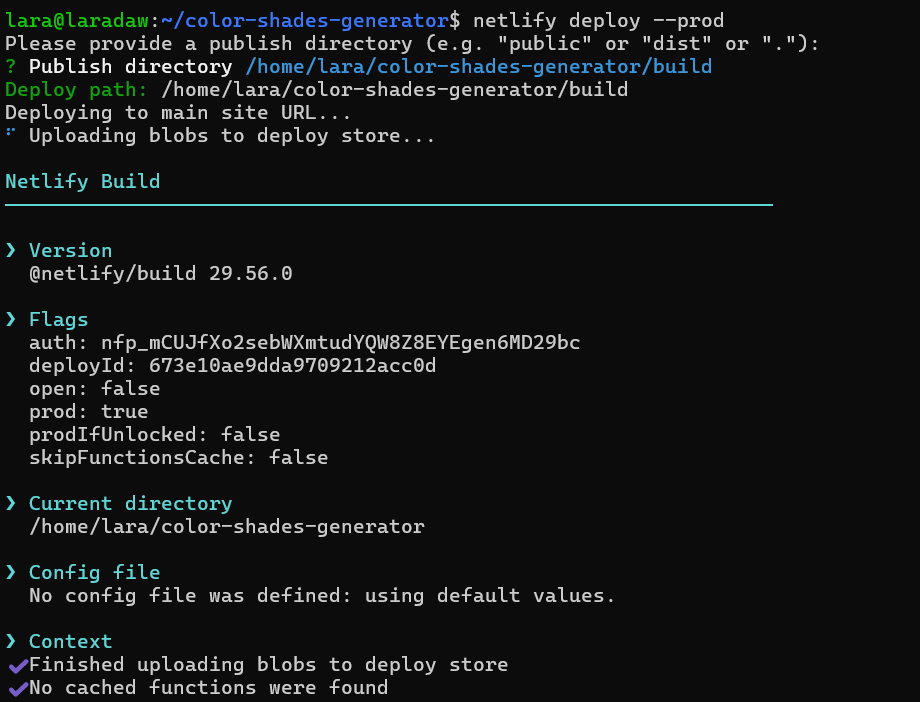 lara@laradaw:~/color-shades-generator$ netlify deploy --prod
Please provide a publish directory (e.g. "public" or "dist" or "."):
? Publish directory /home/lara/color-shades-generator/build
Deploy path: /home/lara/color-shades-generator/build
Deploying to main site URL...
⠋ Uploading blobs to deploy store...
Netlify Build
❯ Version
@netlify/build 29.56.0
❯ Flags
auth: nfp_mCUJfXo2sebWXmtudYQW8Z8EYEgen6MD29bc
deployId: 673e10ae9dda9709212acc0d
open: false
prod: true
prodIfUnlocked: false
skipFunctionsCache: false
❯ Current directory
/home/lara/color-shades-generator
❯ Config file
No config file was defined: using default values.
❯ Context
✔Finished uploading blobs to deploy store
✔No cached functions were found